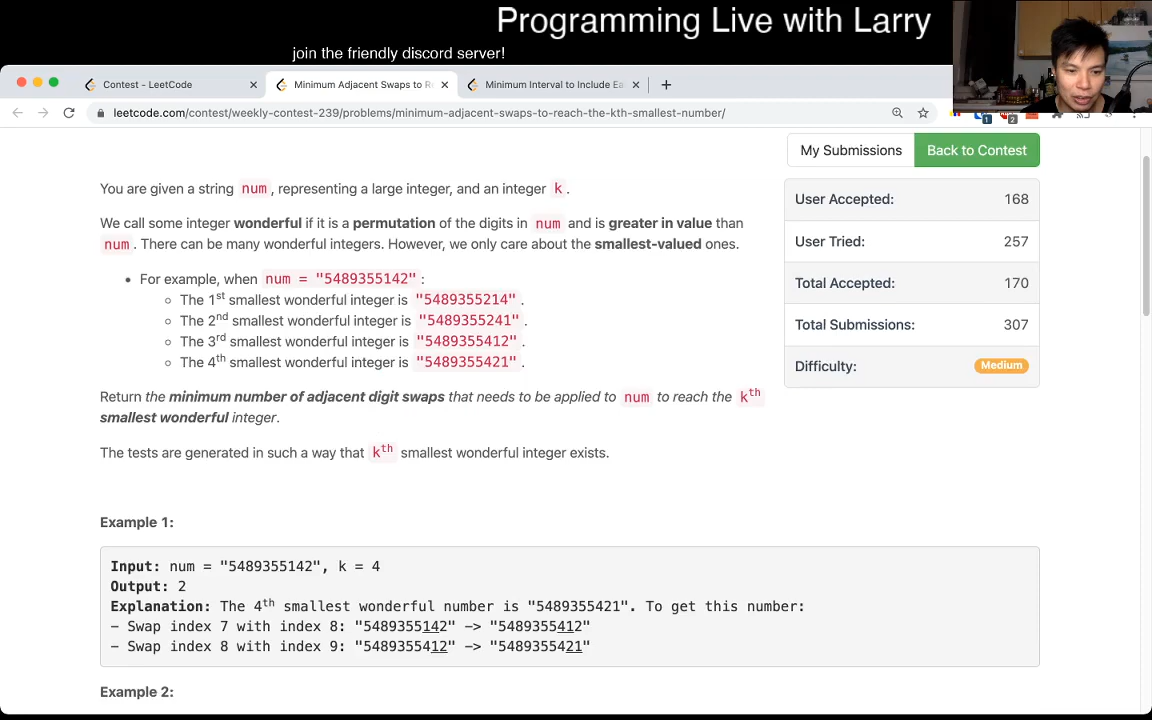 Programming Live with Larry
join the friendly discord server!
Contest - LeetCode
Minimum Adjacent Swaps to R
Minimum Interval to Include Ea
leetcode.com/contest/weekly-contest-239/problems/minimum-adjacent-swaps-to-reach-the-kth-smallest-number/
1
2
My Submissions
Back to Contest
You are given a string num, representing a large integer, and an integer k.
We call some integer wonderful if it is a permutation of the digits in num and is greater in value than
num. There can be many wonderful integers. However, we only care about the smallest-valued ones.
• For example, when num = "5489355142":
The 1st smallest wonderful integer is "5489355214".
The 2nd smallest wonderful integer is "5489355241".
The 3rd smallest wonderful integer is "5489355412".
The 4th smallest wonderful integer is "5489355421".
Return the minimum number of adjacent digit swaps that needs to be applied to num to reach the kth
smallest wonderful integer.
The tests are generated in such a way that kth smallest wonderful integer exists.
User Accepted: 168
User Tried: 257
Total Accepted: 170
Total Submissions: 307
Difficulty: Medium
Example 1:
Input: num = "5489355142", k = 4
Output: 2
Explanation: The 4th smallest wonderful number is "5489355421". To get this number:
- Swap index 7 with index 8: "5489355142" -> "5489355412"
- Swap index 8 with index 9: "5489355412" -> "5489355421"
Example 2: